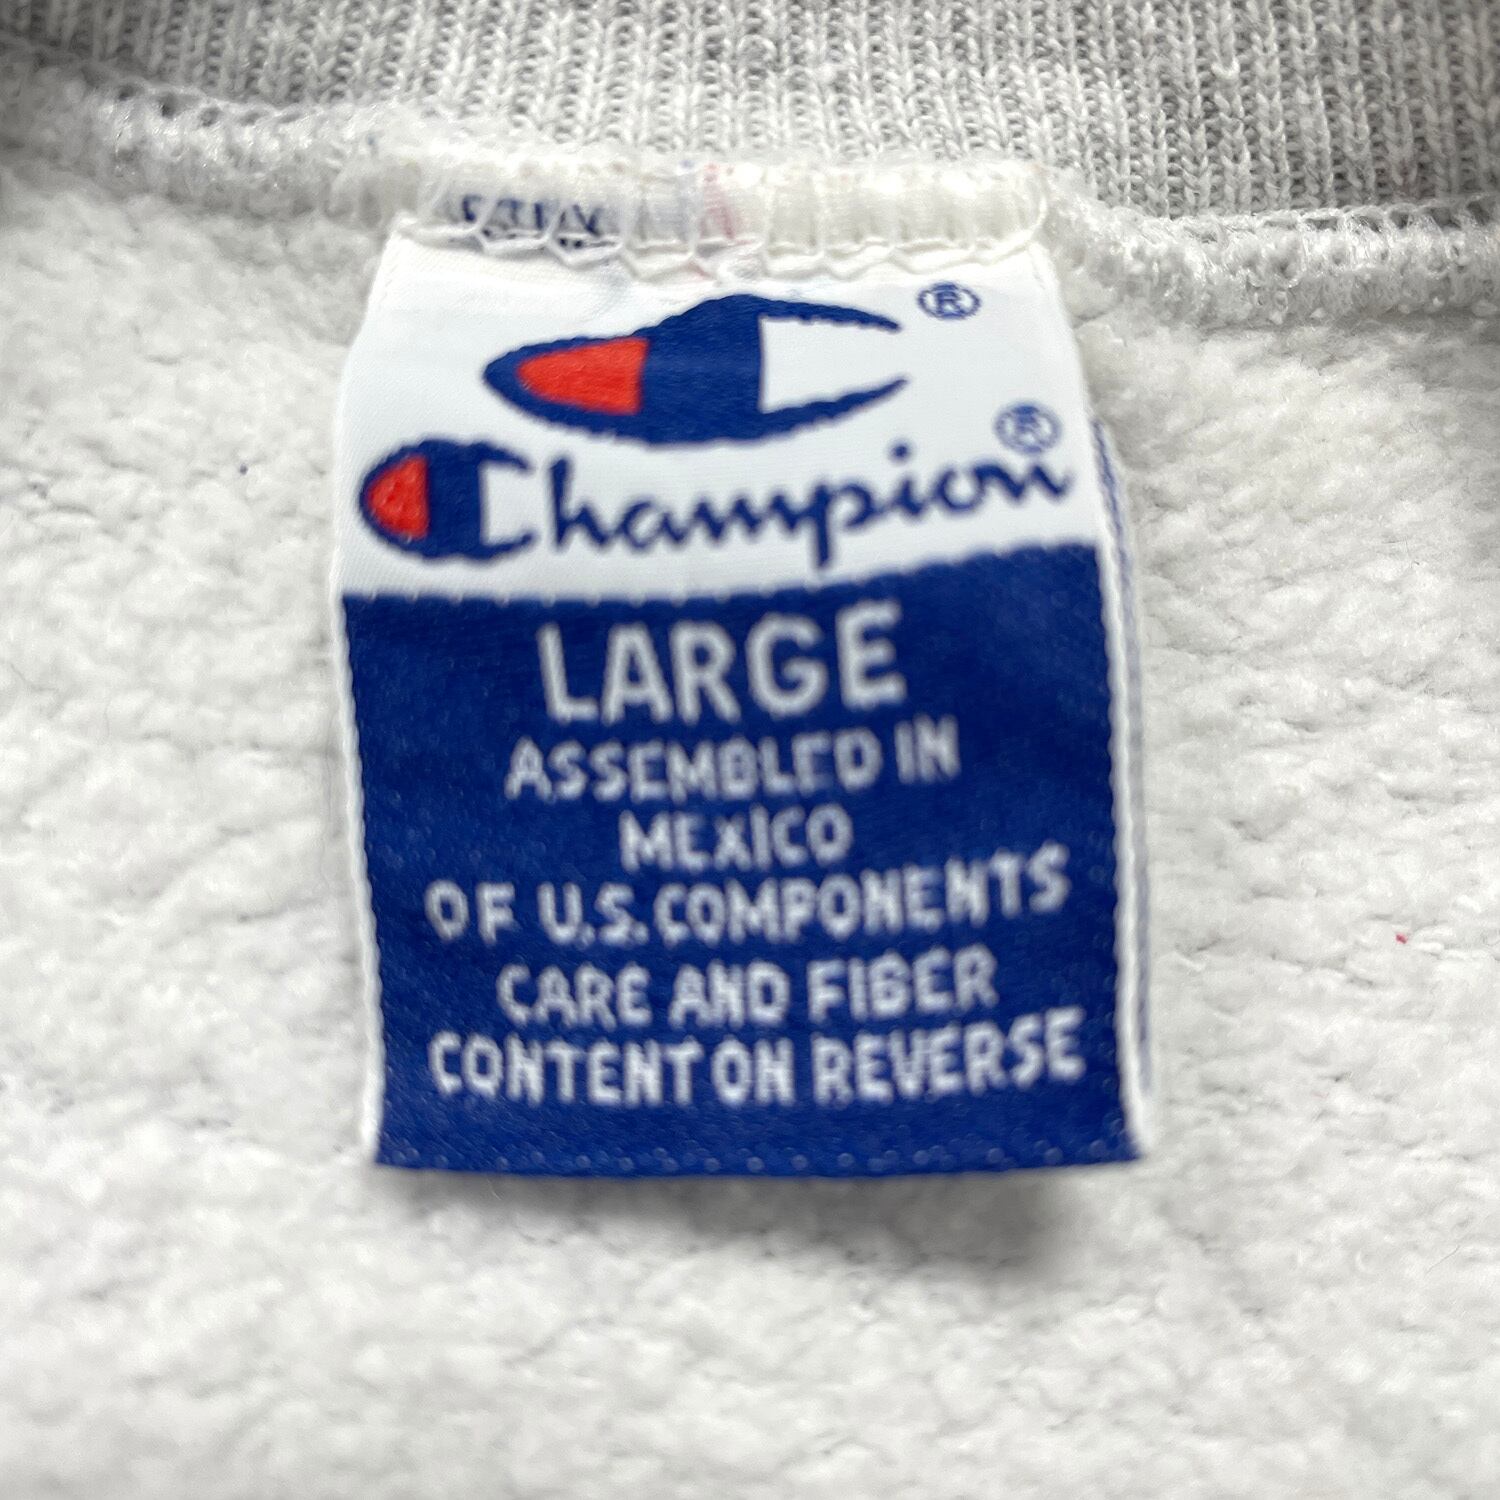 ®
Champion®
LARGE
ASSEMBLED IN
MEXICO
OF U.S. COMPONENTS
CARE AND FIBER
CONTENT ON REVERSE